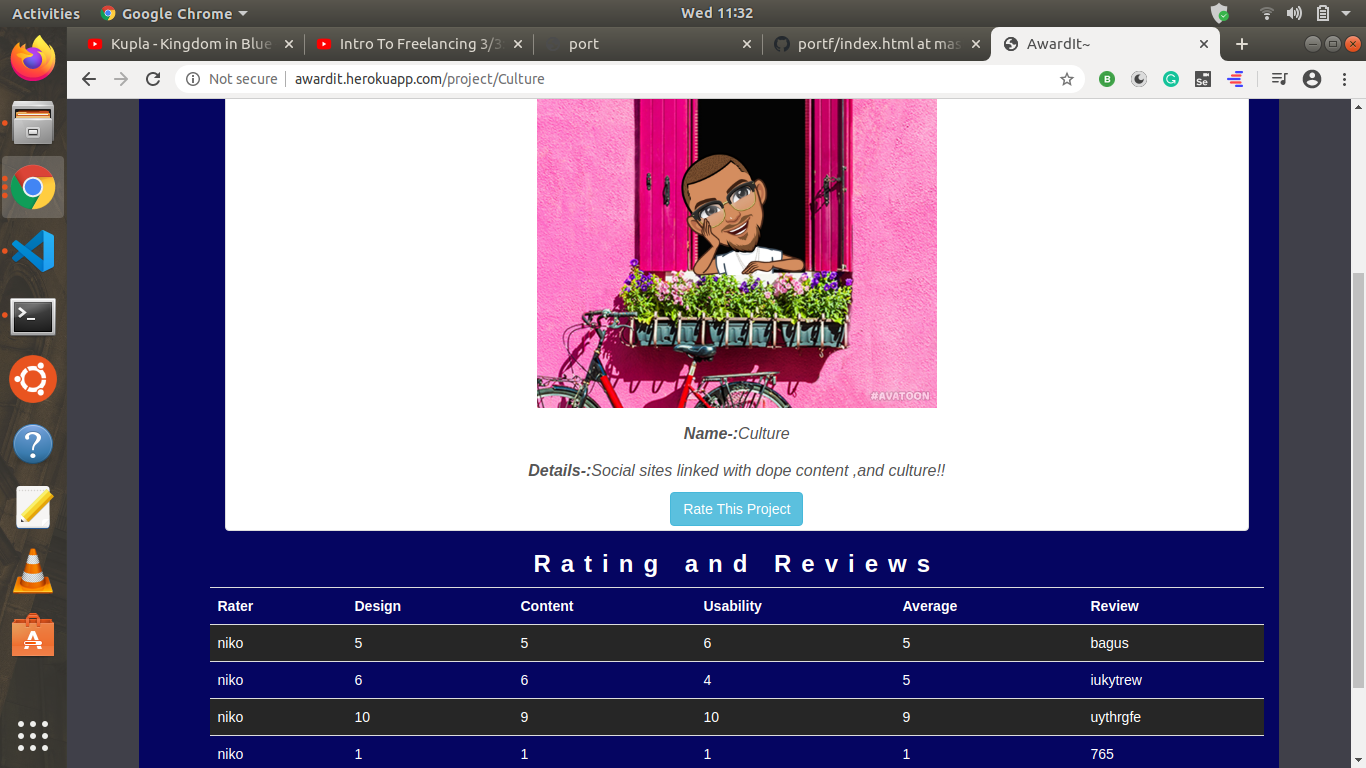 Activities Google Chrome Wed 11:32
Kupla - Kingdom in Blue Intro To Freelancing 3/3 port portf/index.html at mas AwardIt~
Not secure awardit.herokuapp.com/project/Culture B Se
#AVATOON
Name-:Culture
Details-:Social sites linked with dope content ,and culture!!
Rate This Project
Rating and Reviews
Rater Design Content Usability Average Review
niko 5 5 6 5 bagus
niko 6 6 4 5 iukytrew
niko 10 9 10 9 uythrgfe
niko 1 1 1 1 765